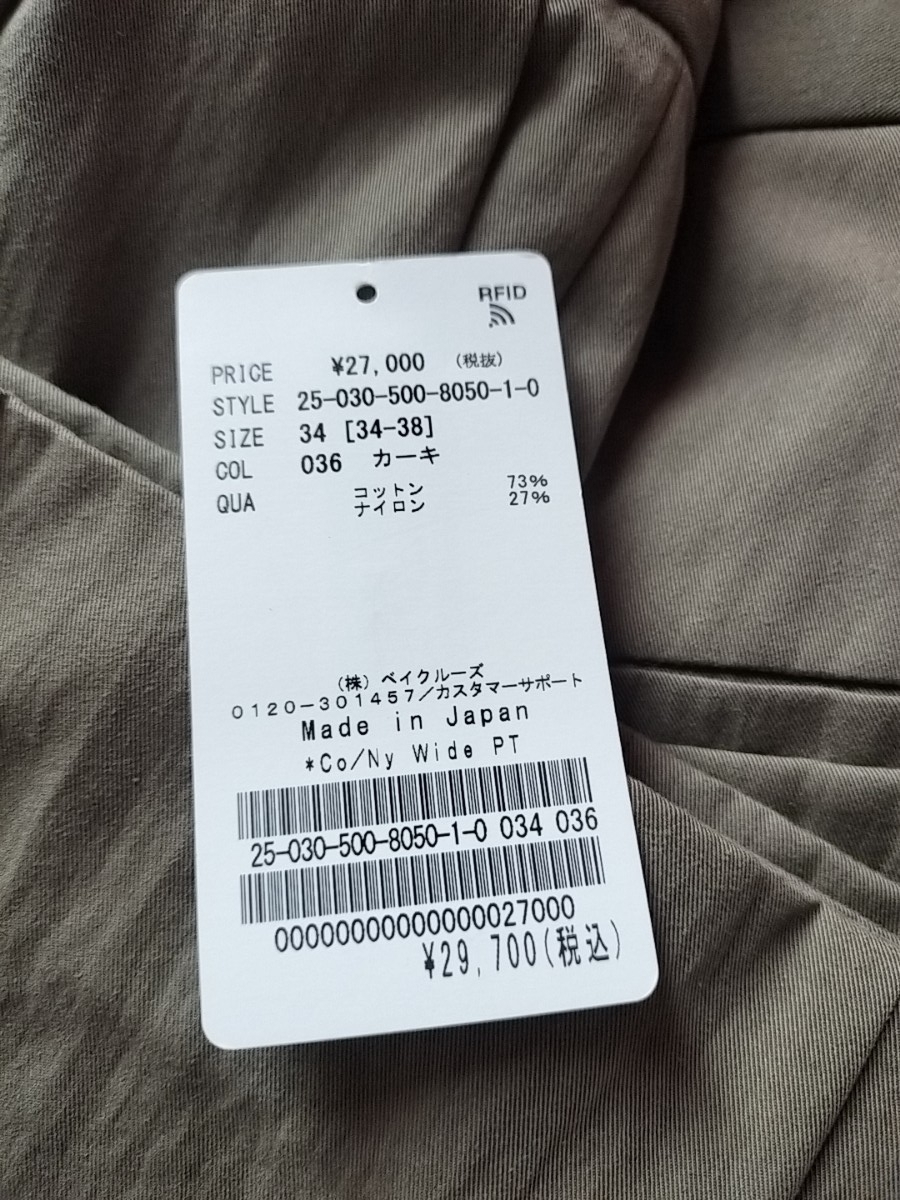 RFID
PRICE ¥27,000 (税抜)
STYLE 25-030-500-8050-1-0
SIZE 34 [34-38]
COL 036 カーキ
QUA コットン 73%
ナイロン 27%
(株) ベイクルーズ
0120-301457/カスタマーサポート
Made in Japan
*Co/Ny Wide PT
25-030-500-8050-1-0 034 036
00000000000000027000
¥29,700(税込)